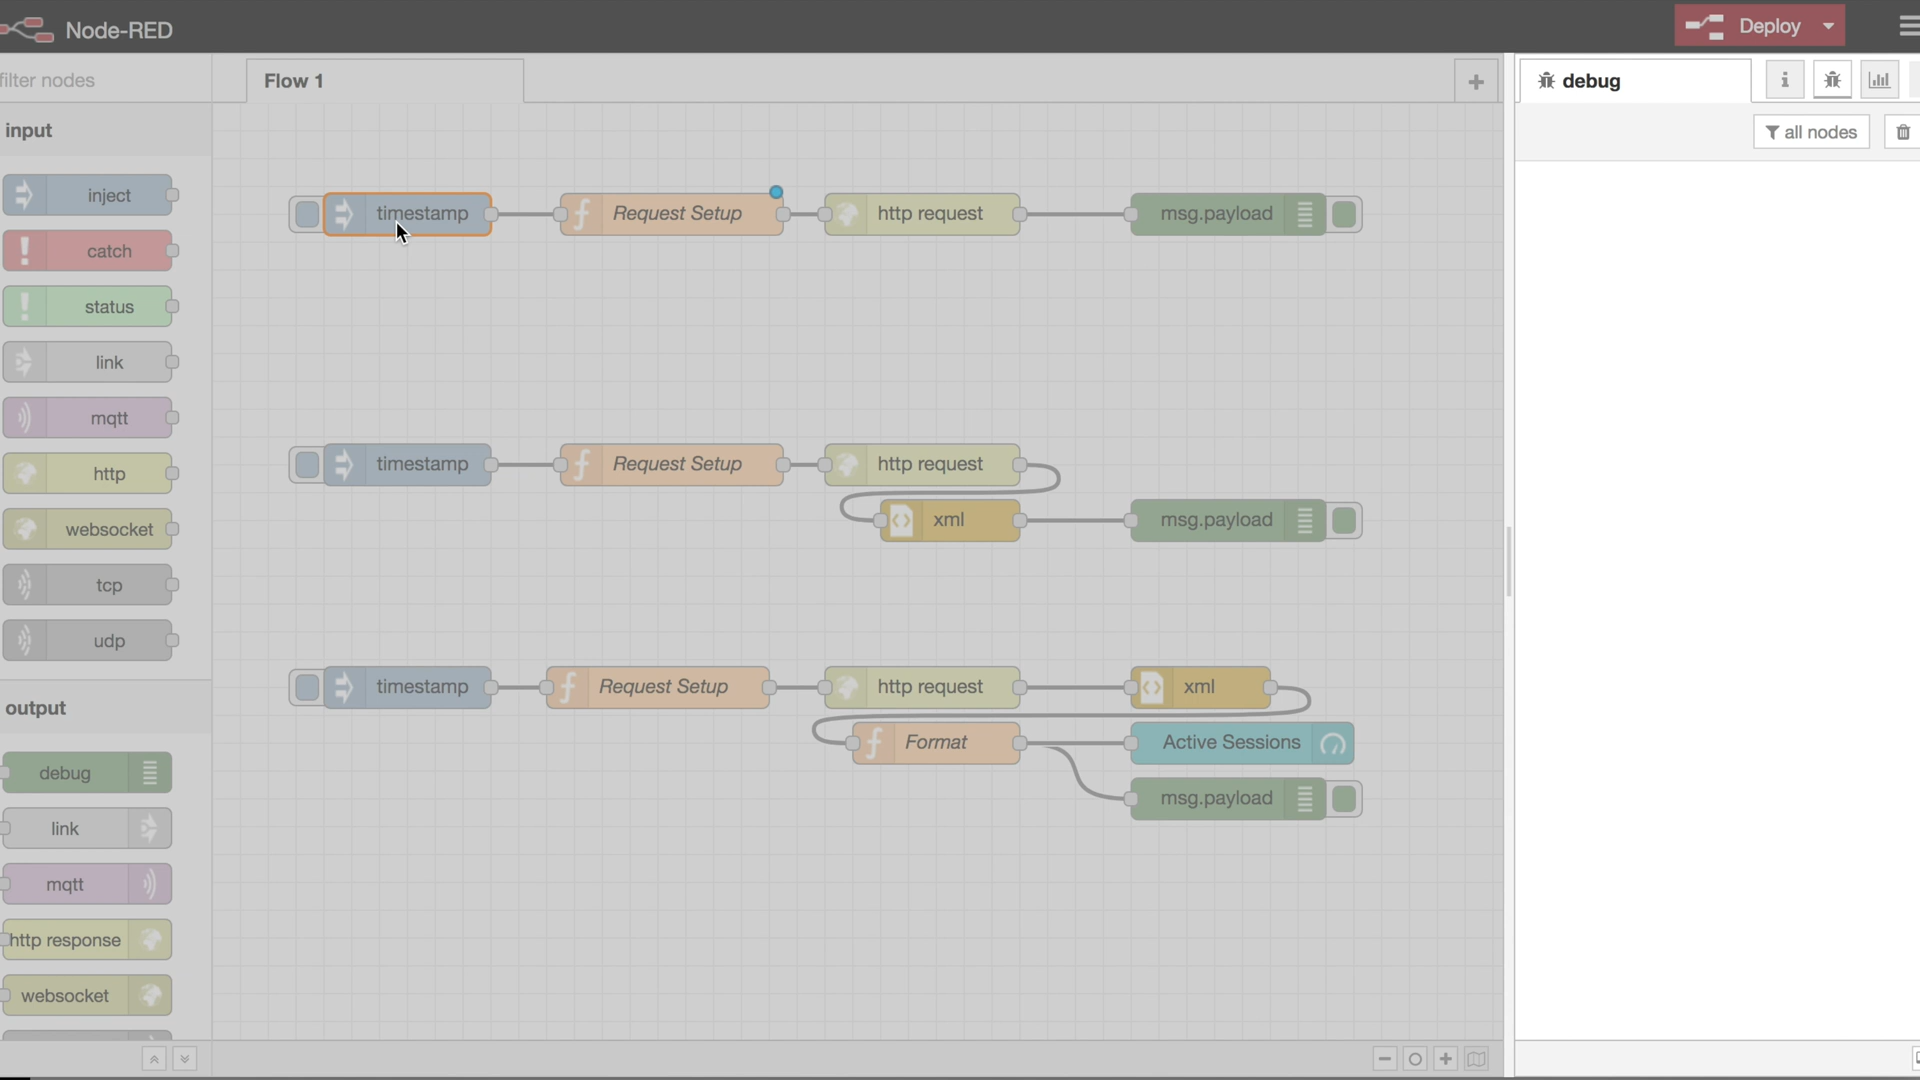 Node-RED
Deploy
filter nodes
Flow 1
debug
all nodes
input
inject
catch
status
link
mqtt
http
websocket
tcp
udp
output
debug
link
mqtt
http response
websocket
timestamp
Request Setup
http request
msg.payload
timestamp
Request Setup
http request
xml
msg.payload
timestamp
Request Setup
http request
xml
Format
Active Sessions
msg.payload